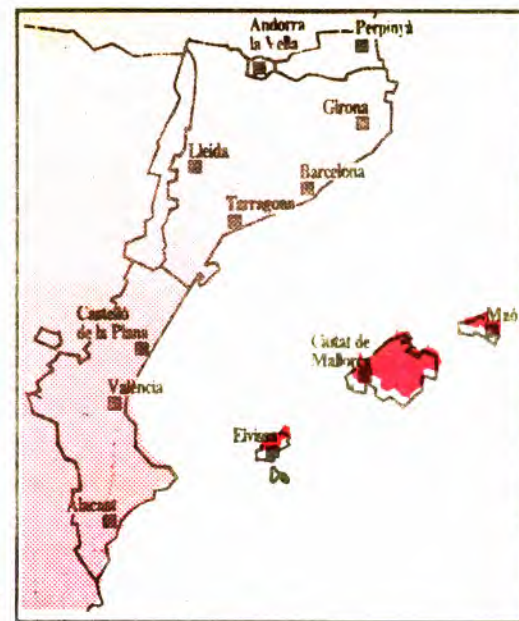 Andorra
la Vella
Perpinyà
Girona
Lleida
Barcelona
Tarragona
Castelló
de la Plana
Ciutat de
Mallorca
Maó
València
Eivissa
Alacant